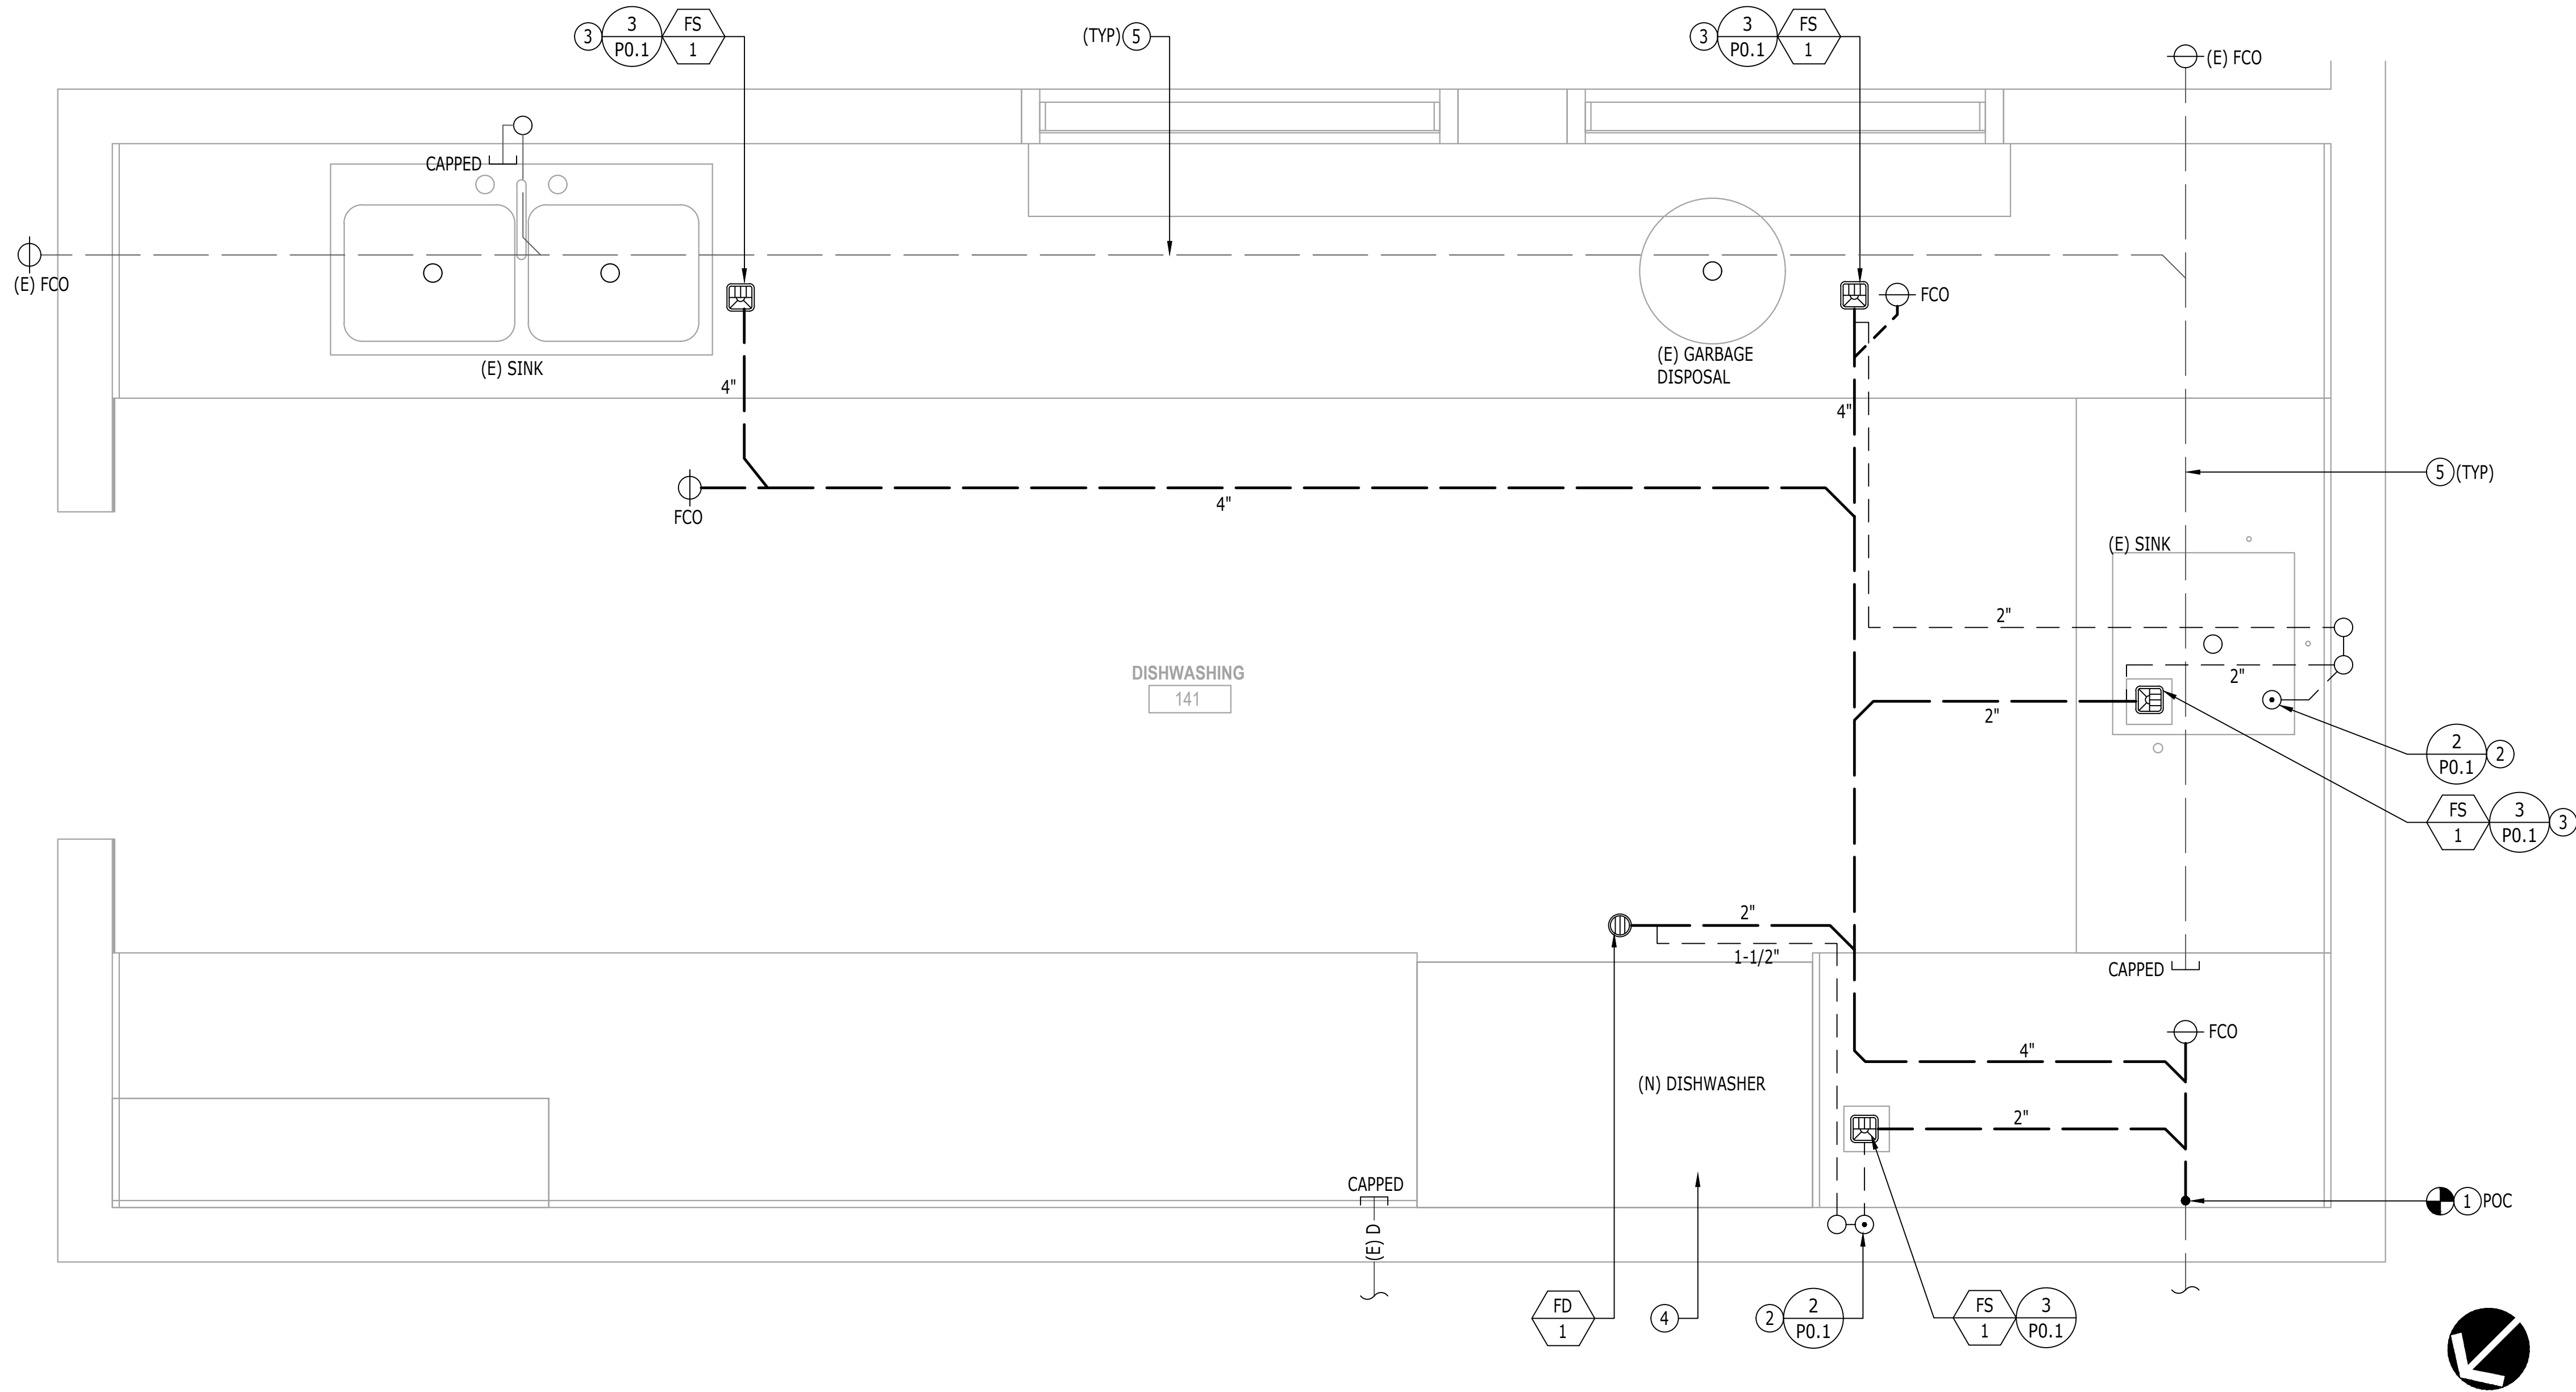 3
3
P0.1
FS
1
(TYP) 5
3
3
P0.1
FS
1
(E) FCO
CAPPED
(E) FCO
(E) SINK
FCO
(E) GARBAGE
DISPOSAL
4"
4"
FCO
4"
5 (TYP)
(E) SINK
2"
2"
DISHWASHING
141
2"
2
P0.1
2
FS
1
3
P0.1
3
2"
1-1/2"
CAPPED
FCO
4"
(N) DISHWASHER
2"
CAPPED
(E) D
1 POC
FD
1
4
2
2
P0.1
FS
1
3
P0.1